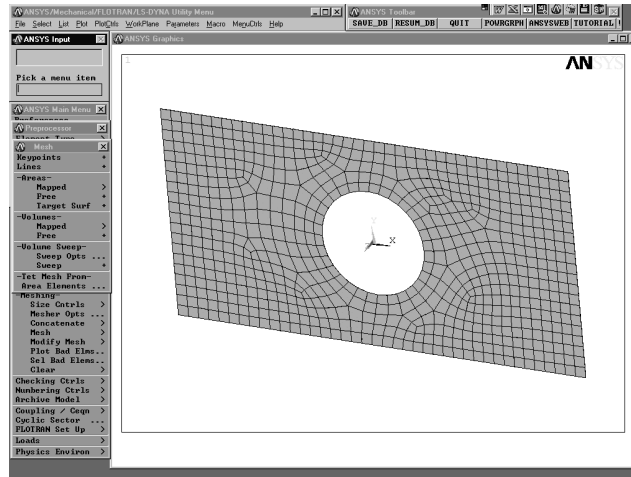 ANSYS/Mechanical/FLOTRAN/LS-DYNA Utility Menu
File Select List Plot PlotCtrls WorkPlane Parameters Macro MenuCtrls Help
ANSYS Toolbar
SAVE_DB RESUM_DB QUIT POWRGRPH ANSYSWEB TUTORIAL
ANSYS Input
Pick a menu item
ANSYS Main Menu
Preferences
Preprocessor
Element Type
Mesh
Keypoints +
Lines +
-Areas-
Mapped >
Free +
Target Surf +
-Volumes-
Mapped >
Free +
-Volume Sweep-
Sweep Opts ...
Sweep +
-Tet Mesh From-
Area Elements ...
-Meshing-
Size Cntrls >
Mesher Opts ...
Concatenate >
Mesh >
Modify Mesh >
Plot Bad Elms..
Sel Bad Elems..
Clear >
Checking Ctrls >
Numbering Ctrls >
Archive Model >
Coupling / Ceqn >
Cyclic Sector ...
FLOTRAN Set Up >
Loads >
Physics Environ >
ANSYS Graphics
1
ANSYS
Y
X